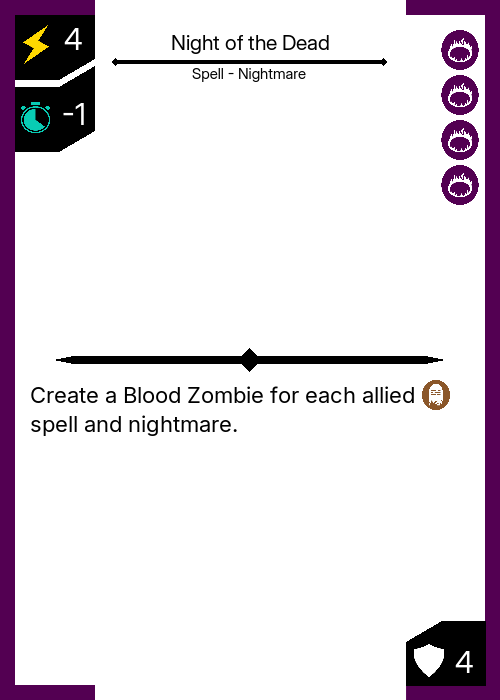 4
Night of the Dead
Spell - Nightmare
-1
Create a Blood Zombie for each allied
spell and nightmare.
4